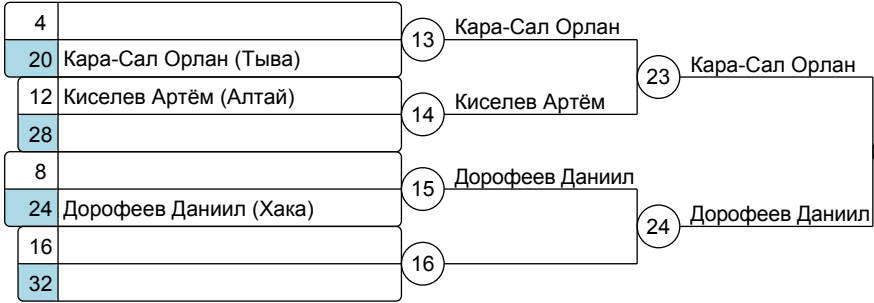 4
13
Кара-Сал Орлан
20 Кара-Сал Орлан (Тыва)
23
Кара-Сал Орлан
12 Киселев Артём (Алтай)
14
Киселев Артём
28
8
15
Дорофеев Даниил
24 Дорофеев Даниил (Хака)
24
Дорофеев Даниил
16
16
32